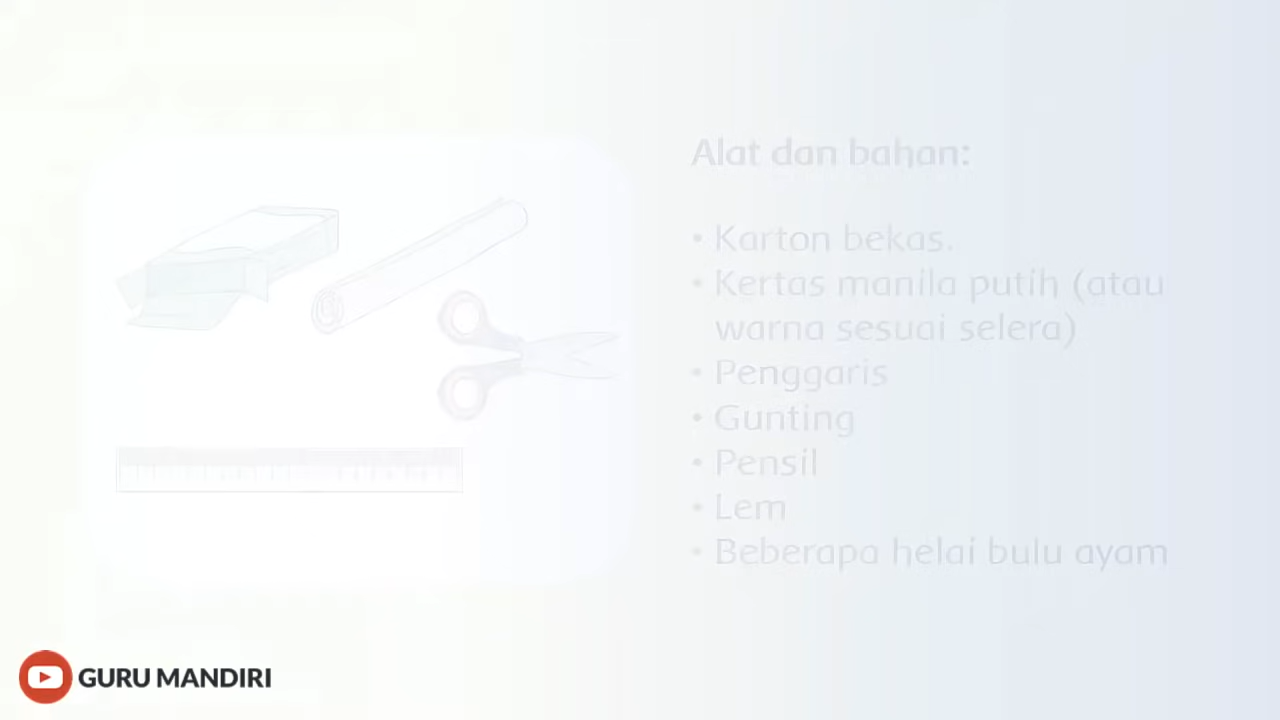 Alat dan bahan:
• Karton bekas.
• Kertas manila putih (atau
warna sesuai selera)
• Penggaris
• Gunting
• Pensil
• Lem
• Beberapa helai bulu ayam
GURU MANDIRI